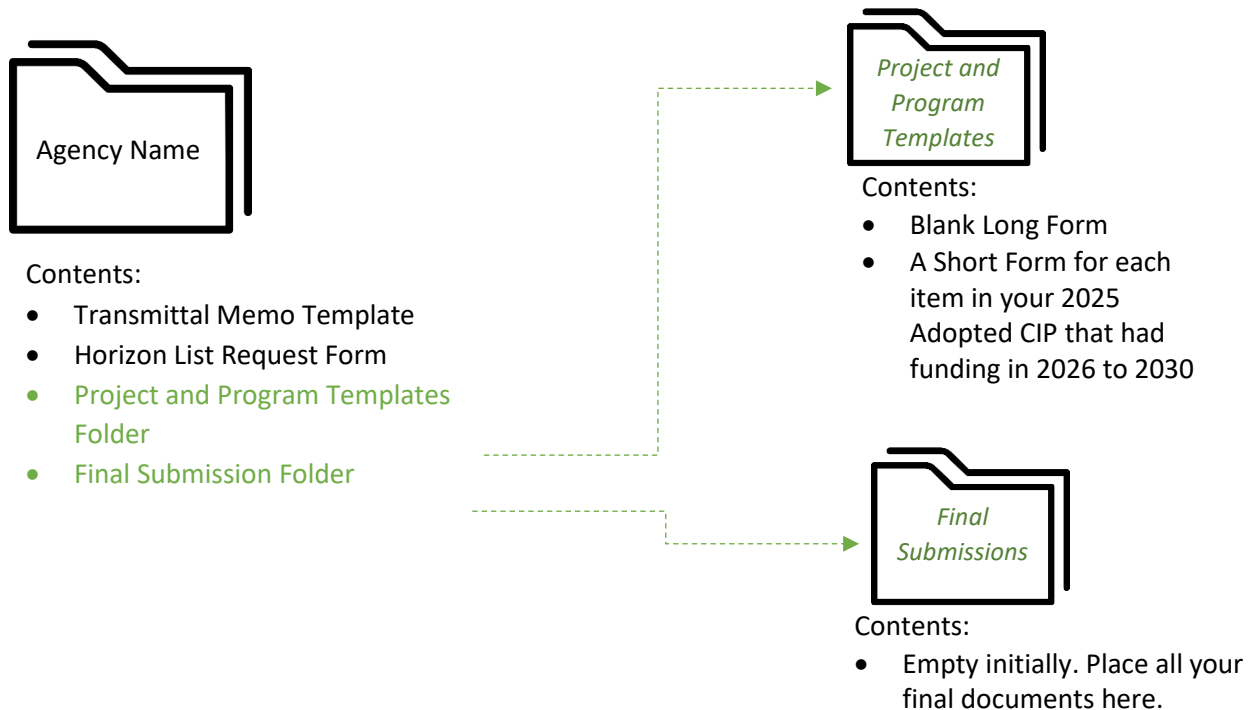 Agency Name
Contents:
• Transmittal Memo Template
• Horizon List Request Form
• Project and Program Templates
Folder
• Final Submission Folder
Project and
Program
Templates
Contents:
• Blank Long Form
• A Short Form for each
item in your 2025
Adopted CIP that had
funding in 2026 to 2030
Final
Submissions
Contents:
• Empty initially. Place all your
final documents here.